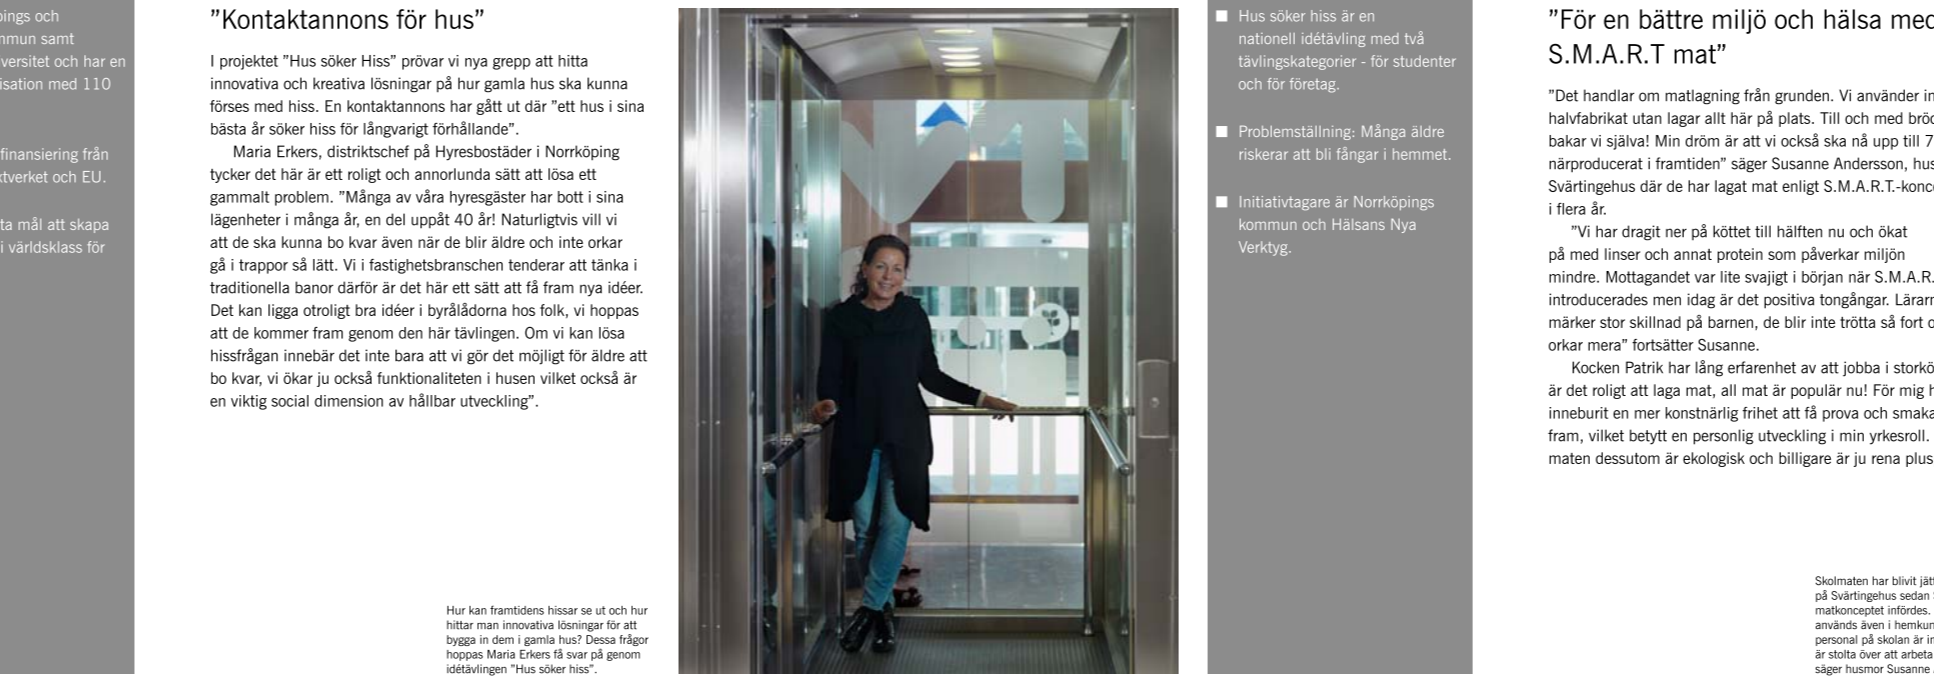 pings och
mmun samt
versitet och har en
isation med 110
finansiering från
xtverket och EU.
ta mål att skapa
i världsklass för
”Kontaktannons för hus”
I projektet ”Hus söker Hiss” prövar vi nya grepp att hitta
innovativa och kreativa lösningar på hur gamla hus ska kunna
förses med hiss. En kontaktannons har gått ut där ”ett hus i sina
bästa år söker hiss för långvarigt förhållande”.
Maria Erkers, distriktschef på Hyresbostäder i Norrköping
tycker det här är ett roligt och annorlunda sätt att lösa ett
gammalt problem. ”Många av våra hyresgäster har bott i sina
lägenheter i många år, en del uppåt 40 år! Naturligtvis vill vi
att de ska kunna bo kvar även när de blir äldre och inte orkar
gå i trappor så lätt. Vi i fastighetsbranschen tenderar att tänka i
traditionella banor därför är det här ett sätt att få fram nya idéer.
Det kan ligga otroligt bra idéer i byrålådorna hos folk, vi hoppas
att de kommer fram genom den här tävlingen. Om vi kan lösa
hissfrågan innebär det inte bara att vi gör det möjligt för äldre att
bo kvar, vi ökar ju också funktionaliteten i husen vilket också är
en viktig social dimension av hållbar utveckling”.
Hur kan framtidens hissar se ut och hur
hittar man innovativa lösningar för att
bygga in dem i gamla hus? Dessa frågor
hoppas Maria Erkers få svar på genom
idétävlingen ”Hus söker hiss”.
Hus söker hiss är en
nationell idétävling med två
tävlingskategorier - för studenter
och för företag.
Problemställning: Många äldre
riskerar att bli fångar i hemmet.
Initiativtagare är Norrköpings
kommun och Hälsans Nya
Verktyg.
”För en bättre miljö och hälsa med
S.M.A.R.T mat”
”Det handlar om matlagning från grunden. Vi använder in
halvfabrikat utan lagar allt här på plats. Till och med bröd
bakar vi själva! Min dröm är att vi också ska nå upp till 7
närproducerat i framtiden” säger Susanne Andersson, hus
Svärtingehus där de har lagat mat enligt S.M.A.R.T.-konce
i flera år.
”Vi har dragit ner på köttet till hälften nu och ökat
på med linser och annat protein som påverkar miljön
mindre. Mottagandet var lite svajigt i början när S.M.A.R.
introducerades men idag är det positiva tongångar. Lärarn
märker stor skillnad på barnen, de blir inte trötta så fort o
orkar mera” fortsätter Susanne.
Kocken Patrik har lång erfarenhet av att jobba i storkö
är det roligt att laga mat, all mat är populär nu! För mig h
inneburit en mer konstnärlig frihet att få prova och smaka
fram, vilket betytt en personlig utveckling i min yrkesroll.
maten dessutom är ekologisk och billigare är ju rena plus
Skolmaten har blivit jätt
på Svärtingehus sedan
matkonceptet infördes.
används även i hemkun
personal på skolan är in
är stolta över att arbeta
säger husmor Susanne